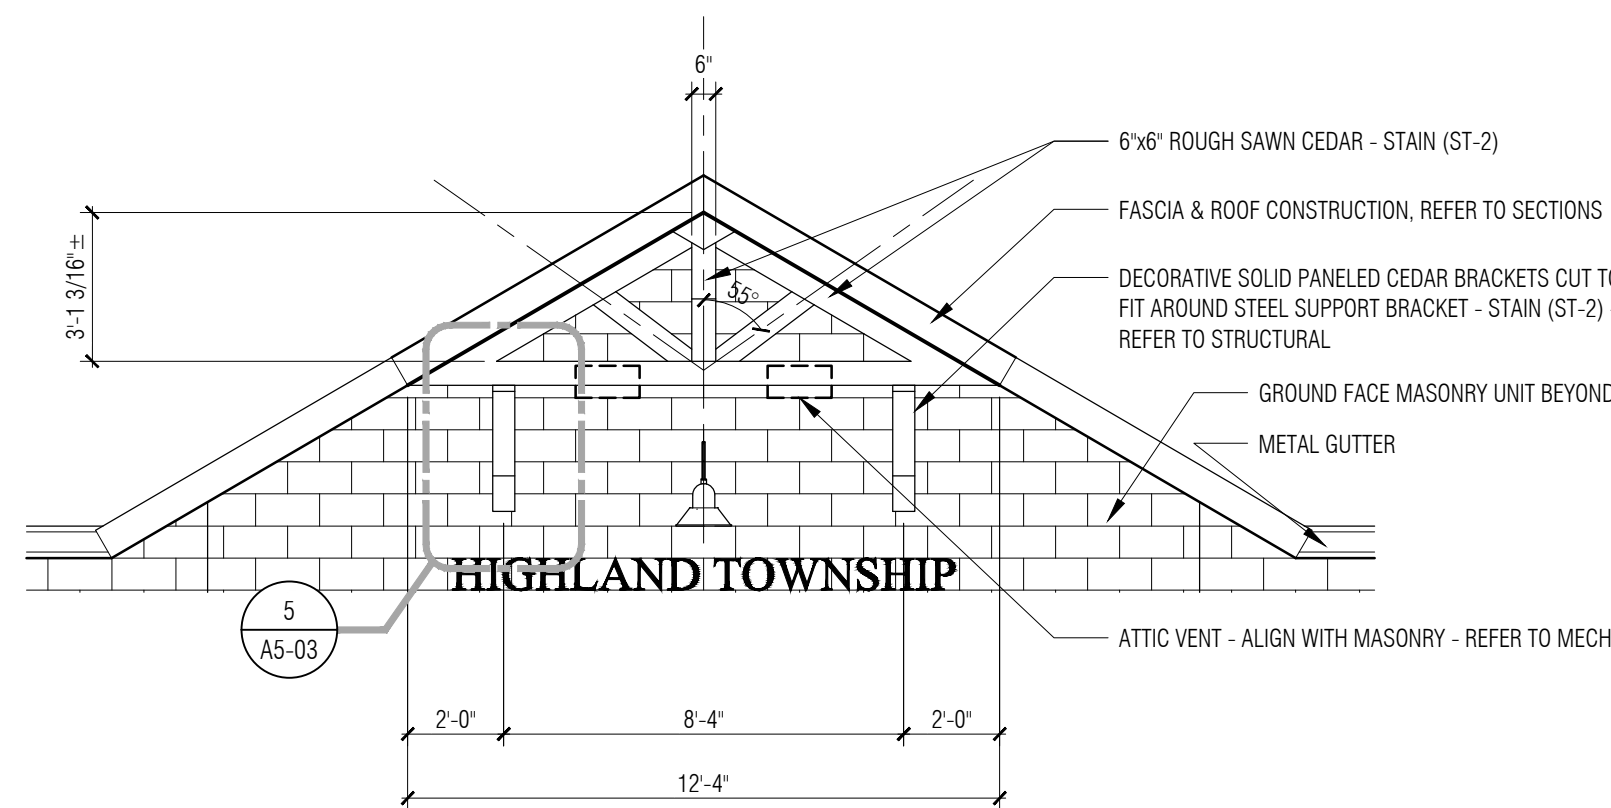 6"
6"x6" ROUGH SAWN CEDAR - STAIN (ST-2)
FASCIA & ROOF CONSTRUCTION, REFER TO SECTIONS
3'-1 3/16"±
55°
DECORATIVE SOLID PANELED CEDAR BRACKETS CUT TO
FIT AROUND STEEL SUPPORT BRACKET - STAIN (ST-2)
REFER TO STRUCTURAL
GROUND FACE MASONRY UNIT BEYOND
METAL GUTTER
HIGHLAND TOWNSHIP
5
A5-03
ATTIC VENT - ALIGN WITH MASONRY - REFER TO MECH
2'-0"
8'-4"
2'-0"
12'-4"